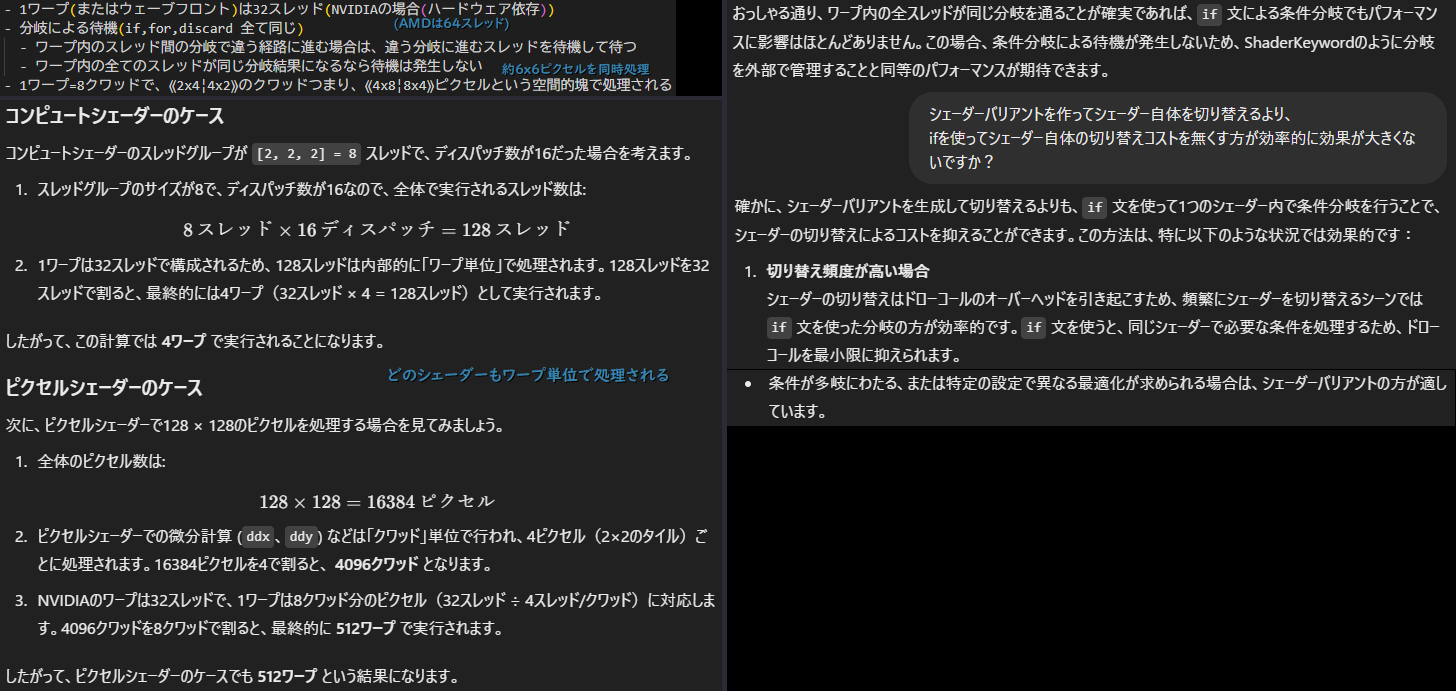 - 1ワープ(またはウェーブフロント)は32スレッド(NVIDIAの場合(ハードウェア依存))
(AMDは64スレッド)
- 分岐による待機(if,for,discard 全て同じ)
- ワープ内のスレッド間の分岐で違う経路に進む場合は、違う分岐に進むスレッドを待機して待つ
- ワープ内の全てのスレッドが同じ分岐結果になるなら待機は発生しない
約6x6ピクセルを同時処理
- 1ワープ=8クワッドで、《2x4¦4x2》のクワッドつまり、《4x8¦8x4》ピクセルという空間的塊で処理される
コンピュートシェーダーのケース
コンピュートシェーダーのスレッドグループが [2, 2, 2] = 8 スレッドで、ディスパッチ数が16だった場合を考えます。
1. スレッドグループのサイズが8で、ディスパッチ数が16なので、全体で実行されるスレッド数は:
8 スレッド × 16 ディスパッチ = 128 スレッド
2. 1ワープは32スレッドで構成されるため、128スレッドは内部的に「ワープ単位」で処理されます。128スレッドを32
スレッドで割ると、最終的には4ワープ（32スレッド × 4 = 128スレッド）として実行されます。
したがって、この計算では 4ワープ で実行されることになります。
どのシェーダーもワープ単位で処理される
ピクセルシェーダーのケース
次に、ピクセルシェーダーで128 × 128のピクセルを処理する場合を見てみましょう。
1. 全体のピクセル数は:
128 × 128 = 16384 ピクセル
2. ピクセルシェーダーでの微分計算 ( ddx 、 ddy ) などは「クワッド」単位で行われ、4ピクセル（2×2のタイル）ご
とに処理されます。16384ピクセルを4で割ると、 4096クワッド となります。
3. NVIDIAのワープは32スレッドで、1ワープは8クワッド分のピクセル（32スレッド ÷ 4スレッド/クワッド）に対応しま
す。4096クワッドを8クワッドで割ると、最終的に 512ワープ で実行されます。
したがって、ピクセルシェーダーのケースでも 512ワープ という結果になります。
おっしゃる通り、ワープ内の全スレッドが同じ分岐を通ることが確実であれば、 if 文による条件分岐でもパフォーマン
スに影響はほとんどありません。この場合、条件分岐による待機が発生しないため、ShaderKeywordのように分岐
を外部で管理することと同等のパフォーマンスが期待できます。
シェーダーバリアントを作ってシェーダー自体を切り替えるより、
ifを使ってシェーダー自体の切り替えコストを無くす方が効率的に効果が大きくな
いですか？
確かに、シェーダーバリアントを生成して切り替えるよりも、 if 文を使って1つのシェーダー内で条件分岐を行うことで、
シェーダーの切り替えによるコストを抑えることができます。この方法は、特に以下のような状況では効果的です：
1. 切り替え頻度が高い場合
シェーダーの切り替えはドローコールのオーバーヘッドを引き起こすため、頻繁にシェーダーを切り替えるシーンでは
if 文を使った分岐の方が効率的です。 if 文を使うと、同じシェーダーで必要な条件を処理するため、ドロー
コールを最小限に抑えられます。
• 条件が多岐にわたる、または特定の設定で異なる最適化が求められる場合は、シェーダーバリアントの方が適し
ています。